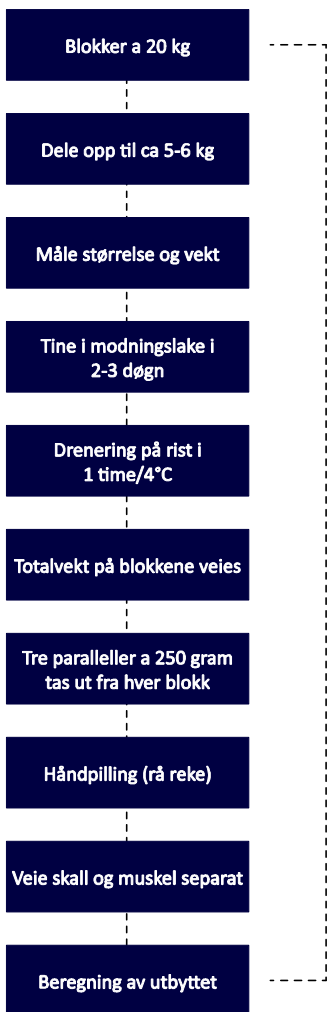 Blokker a 20 kg
Dele opp til ca 5-6 kg
Måle størrelse og vekt
Tine i modningslake i
2-3 døgn
Drenering på rist i
1 time/4°C
Totalvekt på blokkene veies
Tre paralleller a 250 gram
tas ut fra hver blokk
Håndpilling (rå reke)
Veie skall og muskel separat
Beregning av utbyttet